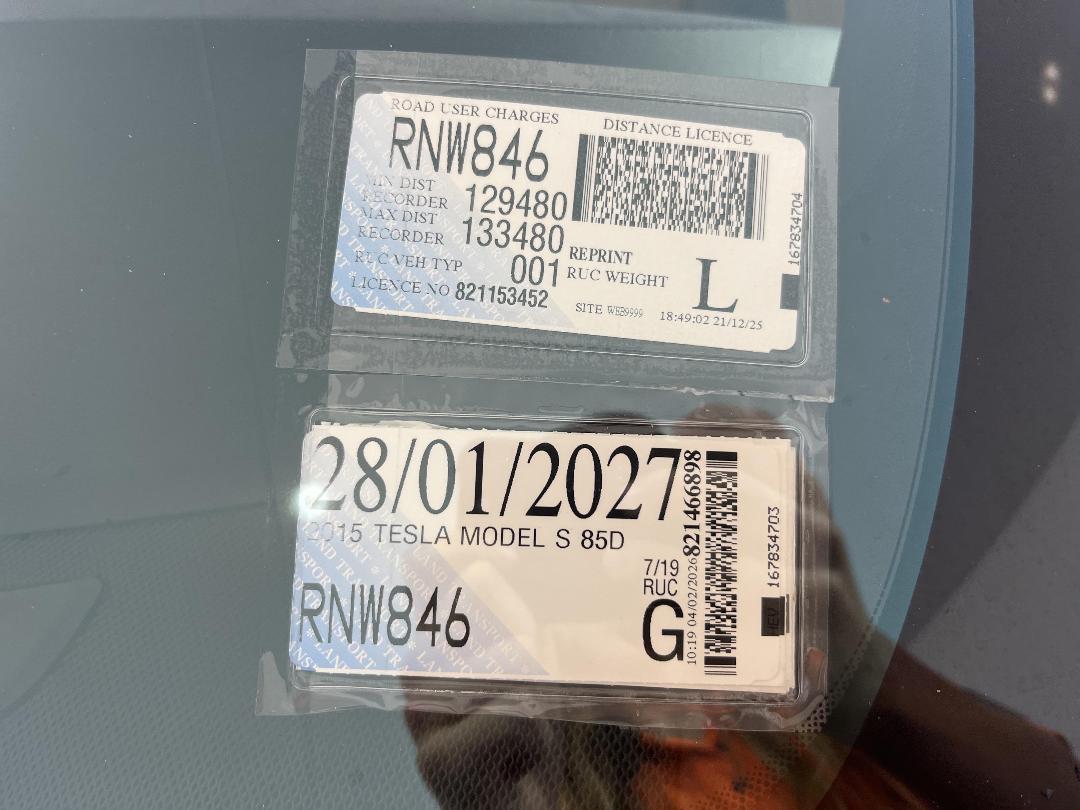 ROAD USER CHARGES
DISTANCE LICENCE
RNW846
MIN DIST
RECORDER 129480
MAX DIST
RECORDER 133480
REPRINT
RUC VEH TYP 001
RUC WEIGHT L
LICENCE NO 821153452
SITE WEB9999 18:49:02 21/12/25
167834704
28/01/2027
2015 TESLA MODEL S 85D
7/19
RUC
RNW846
G
10:19 04/02/2026 821466898
167834703